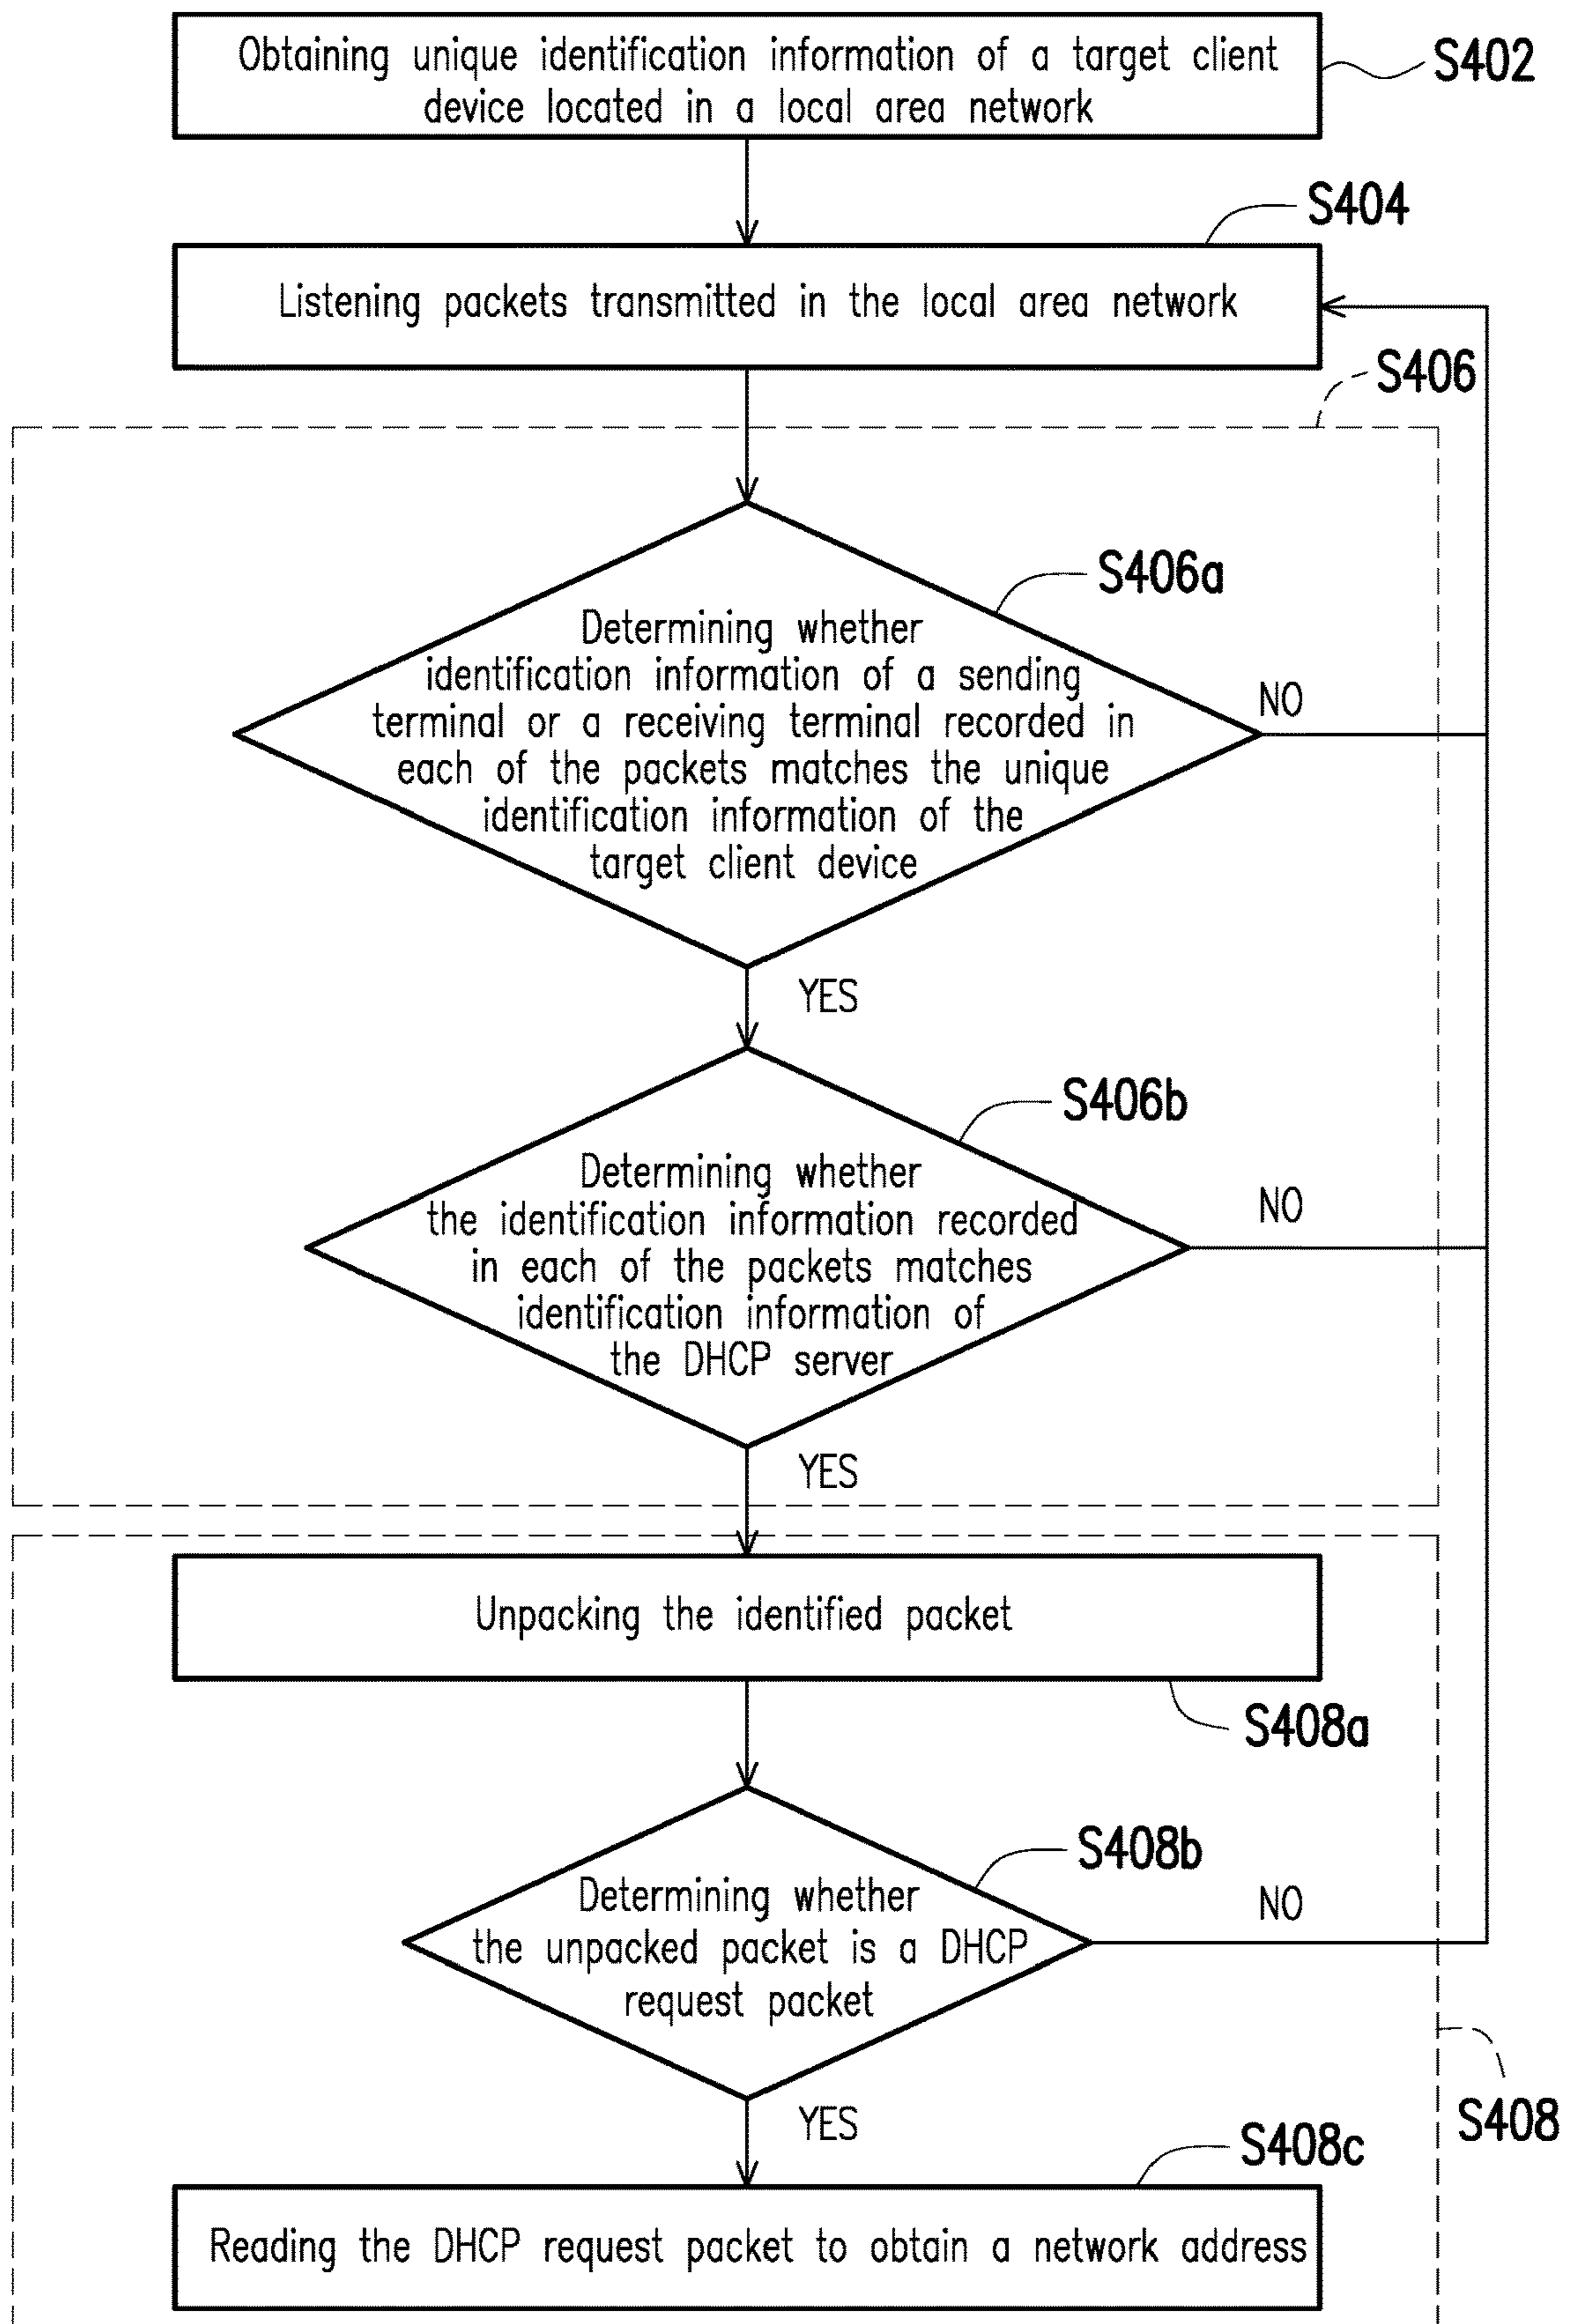 Obtaining unique identification information of a target client
device located in a local area network
S402
S404
Listening packets transmitted in the local area network
S406
S406a
Determining whether
identification information of a sending
terminal or a receiving terminal recorded in
each of the packets matches the unique
identification information of the
target client device
NO
YES
S406b
Determining whether
the identification information recorded
in each of the packets matches
identification information of
the DHCP server
NO
YES
Unpacking the identified packet
S408a
S408b
Determining whether
the unpacked packet is a DHCP
request packet
NO
YES
S408
S408c
Reading the DHCP request packet to obtain a network address